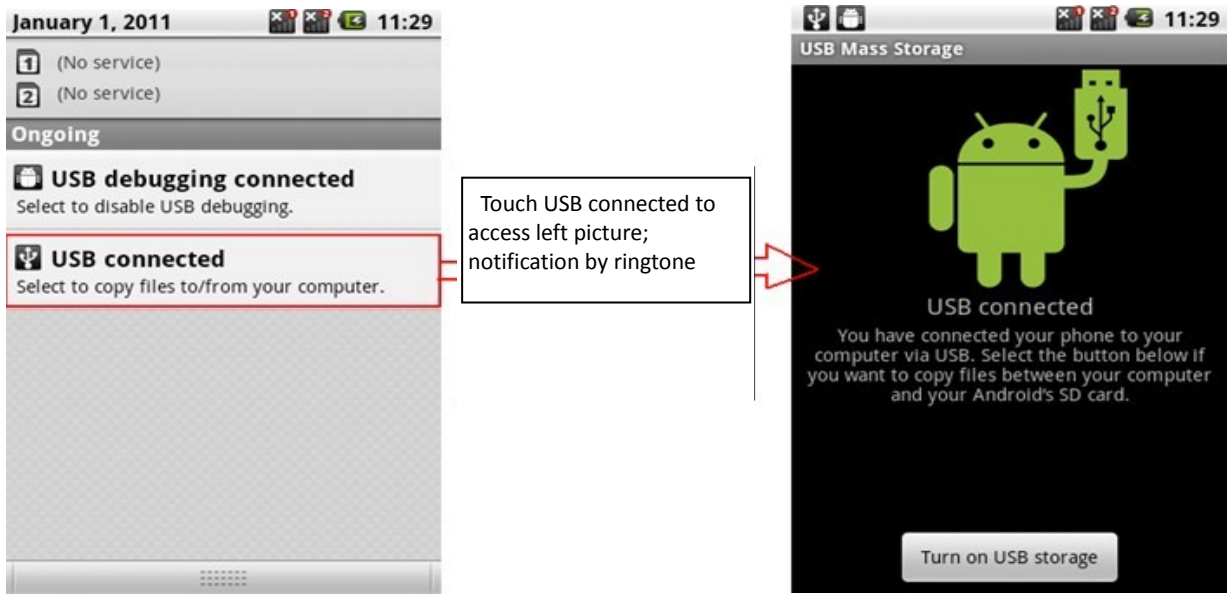 January 1, 2011 11:29
1 (No service)
2 (No service)
Ongoing
USB debugging connected
Select to disable USB debugging.
USB connected
Select to copy files to/from your computer.
Touch USB connected to
access left picture;
notification by ringtone
11:29
USB Mass Storage
USB connected
You have connected your phone to your
computer via USB. Select the button below if
you want to copy files between your computer
and your Android's SD card.
Turn on USB storage